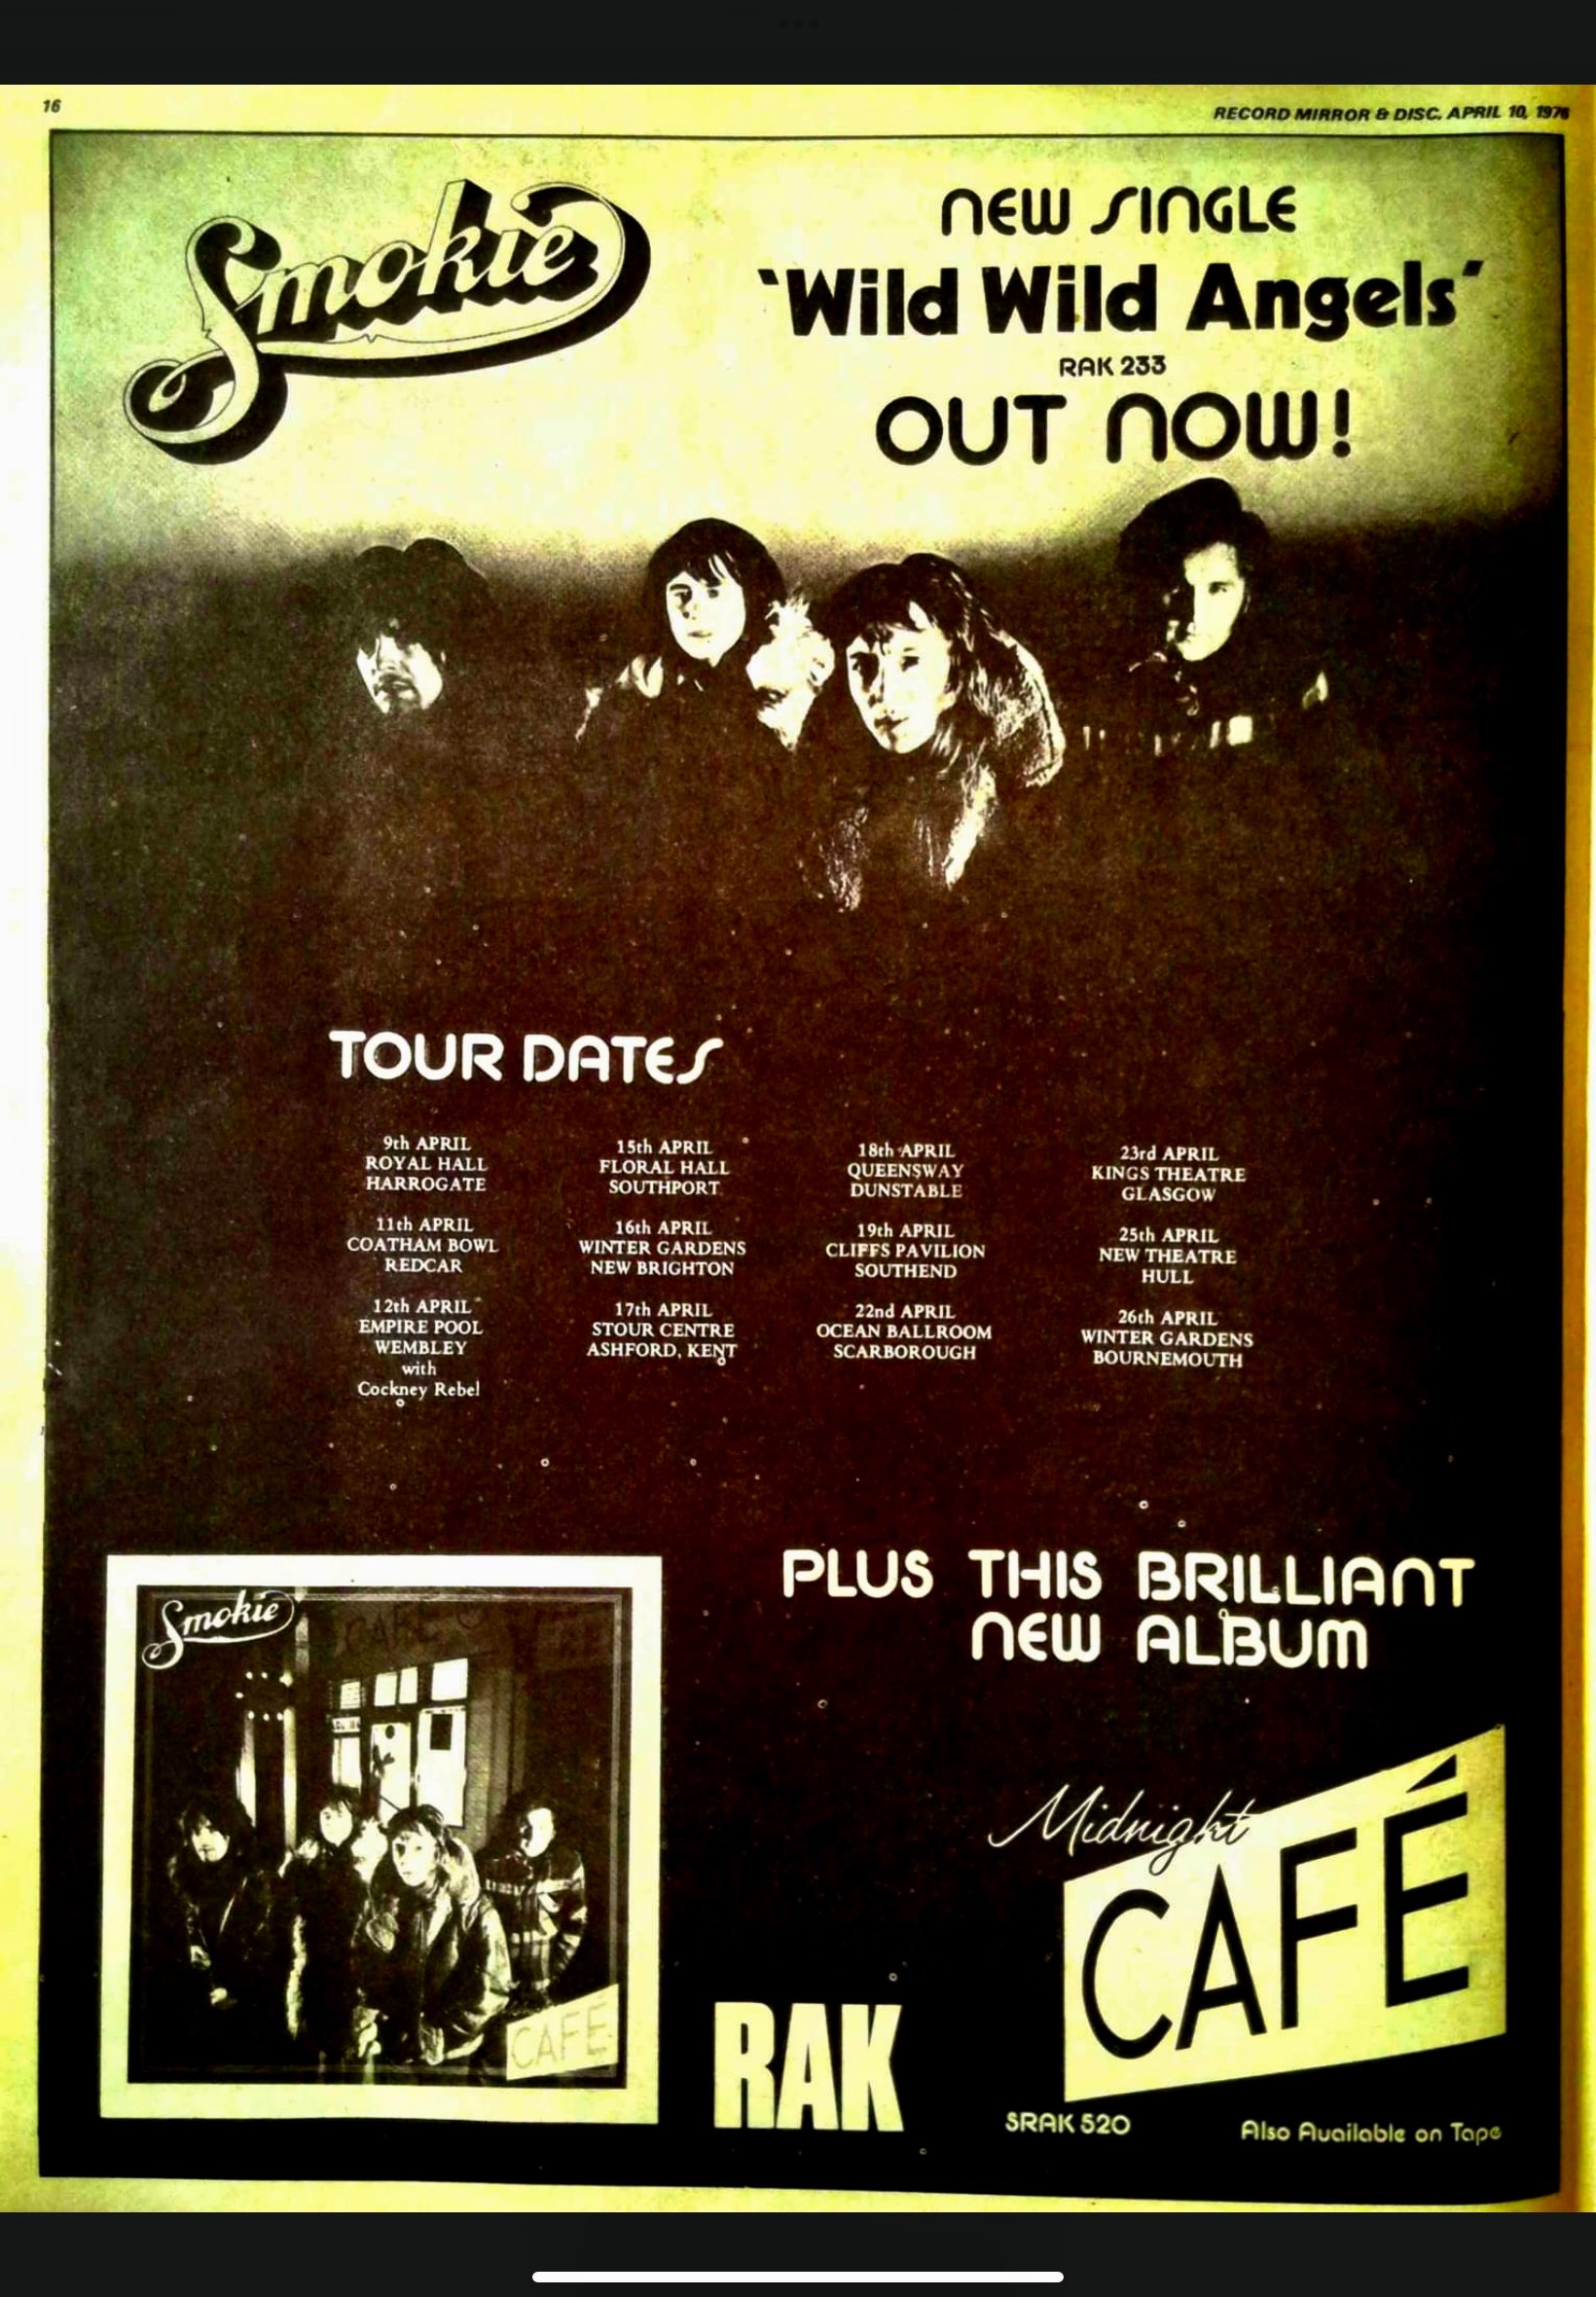 16
RECORD MIRROR & DISC. APRIL 10, 1976
Smokie
NEW SINGLE
'Wild Wild Angels'
RAK 233
OUT NOW!
TOUR DATES
9th APRIL
ROYAL HALL
HARROGATE
11th APRIL
COATHAM BOWL
REDCAR
12th APRIL
EMPIRE POOL
WEMBLEY
with
Cockney Rebel
15th APRIL
FLORAL HALL
SOUTHPORT
16th APRIL
WINTER GARDENS
NEW BRIGHTON
17th APRIL
STOUR CENTRE
ASHFORD, KENT
18th APRIL
QUEENSWAY
DUNSTABLE
19th APRIL
CLIFFS PAVILION
SOUTHEND
22nd APRIL
OCEAN BALLROOM
SCARBOROUGH
23rd APRIL
KINGS THEATRE
GLASGOW
25th APRIL
NEW THEATRE
HULL
26th APRIL
WINTER GARDENS
BOURNEMOUTH
Smokie
CAFE
PLUS THIS BRILLIANT
NEW ALBUM
Midnight
CAFÉ
RAK
SRAK 520
Also Available on Tape